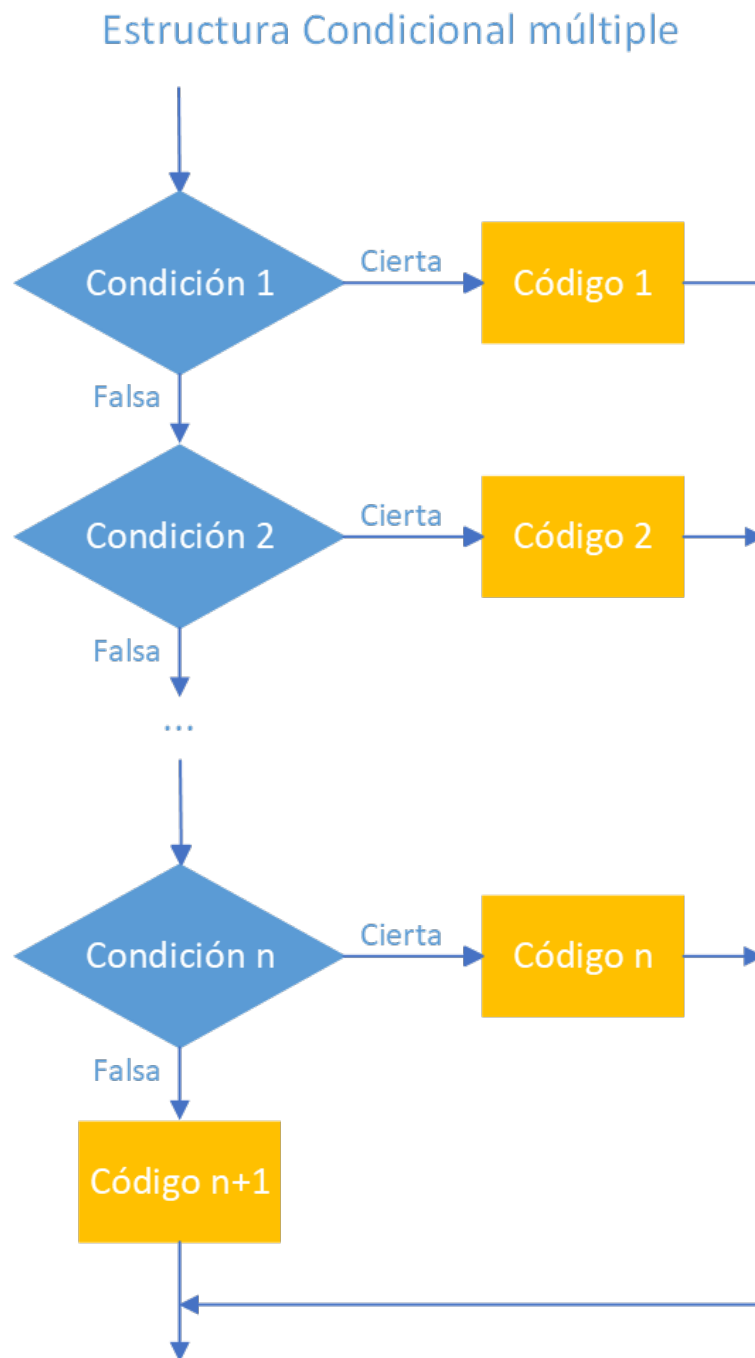 Estructura Condicional múltiple
Condición 1
Cierta
Código 1
Falsa
Condición 2
Cierta
Código 2
Falsa
...
Condición n
Cierta
Código n
Falsa
Código n+1